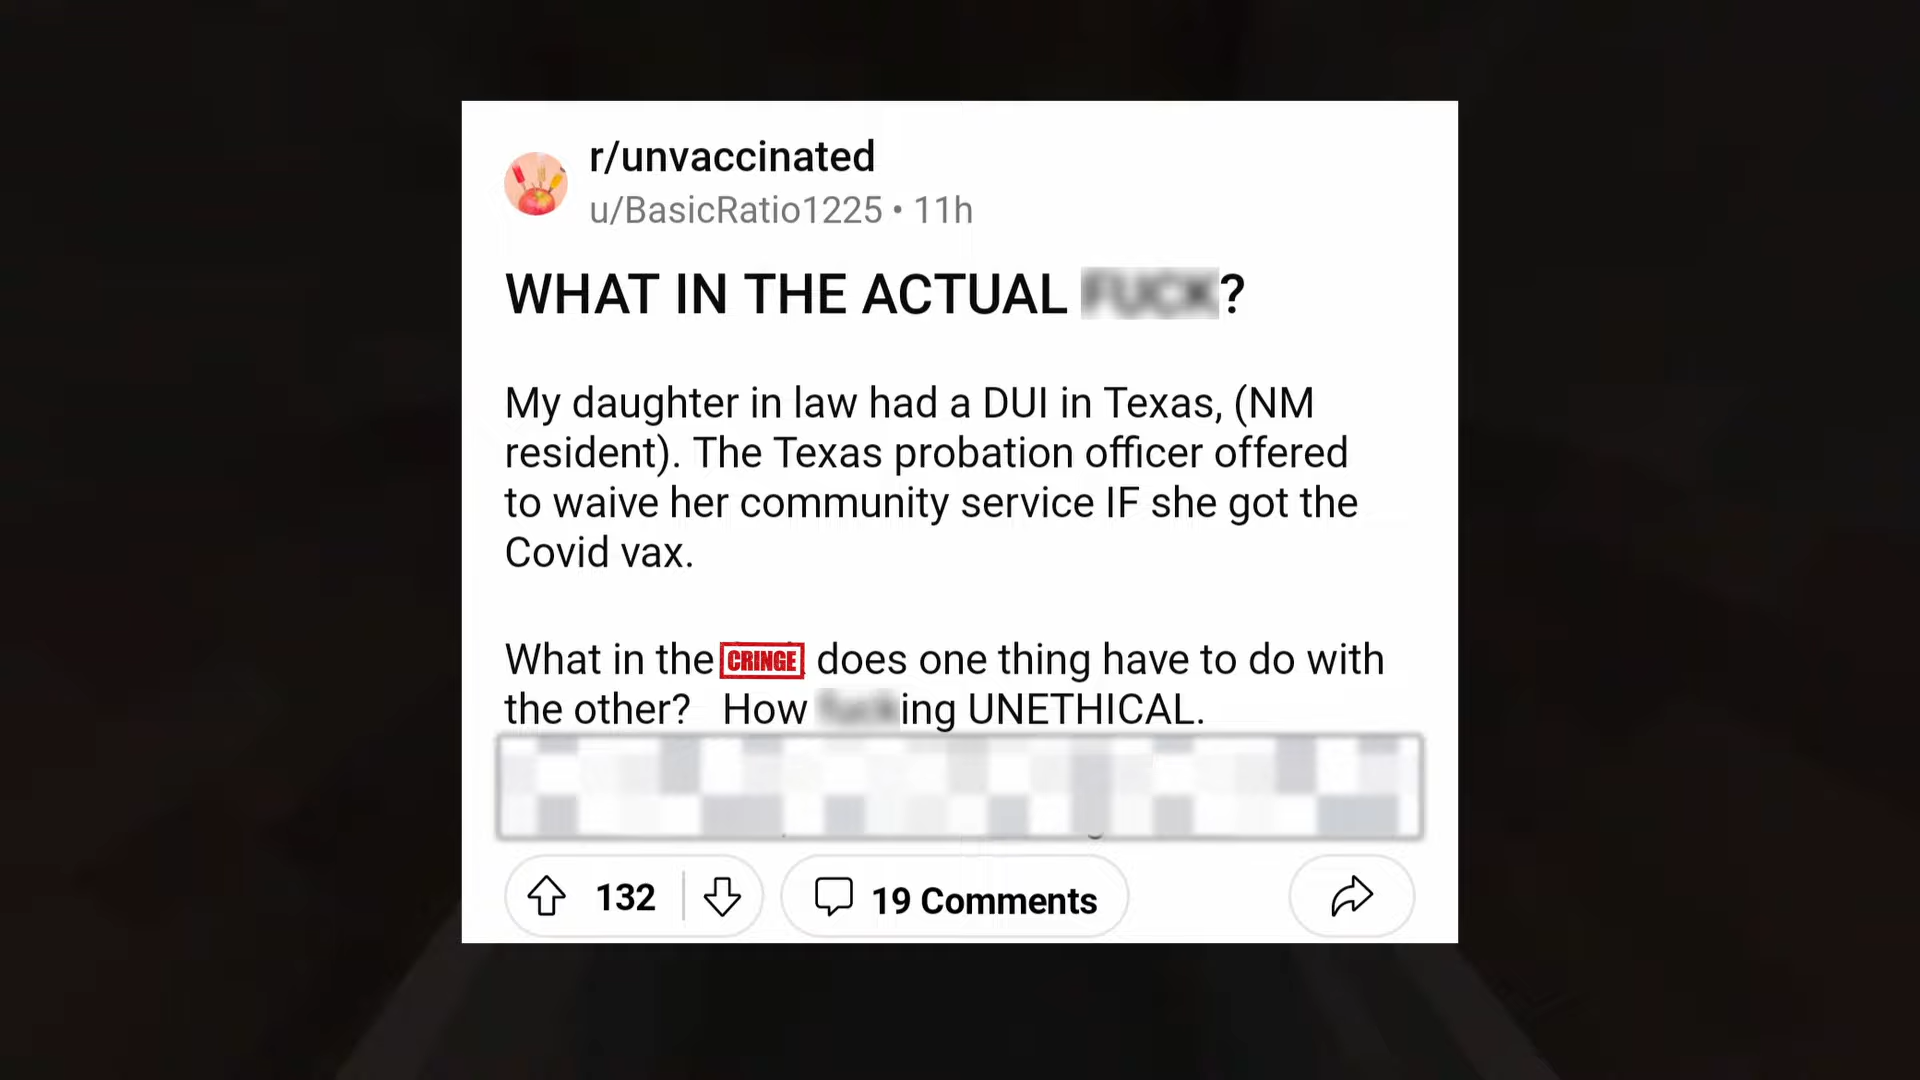 r/unvaccinated
u/BasicRatio1225 • 11h
WHAT IN THE ACTUAL FUCK?
My daughter in law had a DUI in Texas, (NM
resident). The Texas probation officer offered
to waive her community service IF she got the
Covid vax.
What in the CRINGE does one thing have to do with
the other? How fucking UNETHICAL.
132
19 Comments